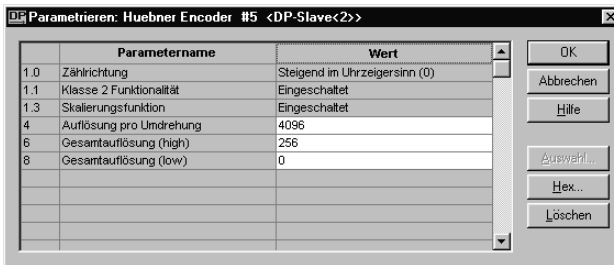 DP Parametrieren: Huebner Encoder #5 <DP-Slave<2>>
Parametername Wert
1.0 Zählrichtung Steigend im Uhrzeigersinn (0)
1.1 Klasse 2 Funktionalität Eingeschaltet
1.3 Skalierungsfunktion Eingeschaltet
4 Auflösung pro Umdrehung 4096
6 Gesamtauflösung (high) 256
8 Gesamtauflösung (low) 0
OK
Abbrechen
Hilfe
Auswahl...
Hex...
Löschen